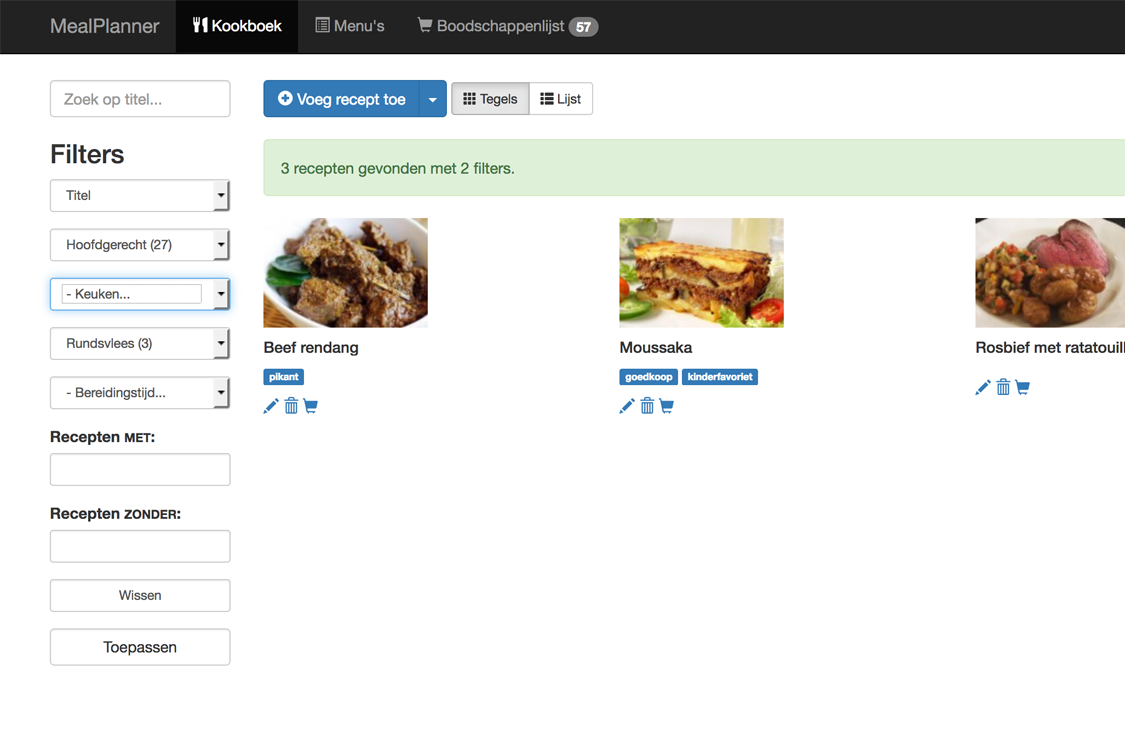 MealPlanner
Kookboek
Menu's
Boodschappenlijst 57
Zoek op titel...
Voeg recept toe
Tegels
Lijst
Filters
Titel
Hoofdgerecht (27)
- Keuken...
Rundsvlees (3)
- Bereidingstijd...
Recepten MET:
Recepten ZONDER:
Wissen
Toepassen
3 recepten gevonden met 2 filters.
Beef rendang
pikant
Moussaka
goedkoop kinderfavoriet
Rosbief met